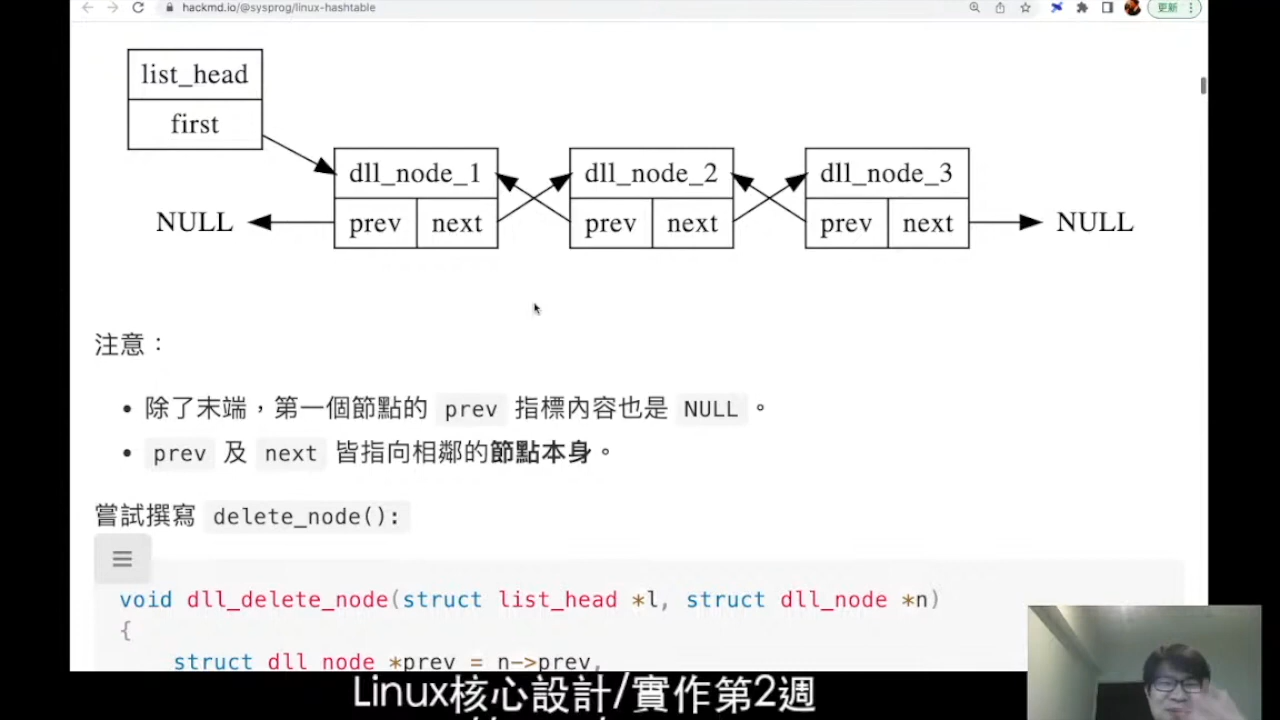 hackmd.io/@sysprog/linux-hashtable
更新
list_head
first
dll_node_1
dll_node_2
dll_node_3
NULL
prev
next
prev
next
prev
next
NULL
注意：
• 除了末端，第一個節點的 prev 指標內容也是 NULL 。
• prev 及 next 皆指向相鄰的節點本身。
嘗試撰寫 delete_node():
void dll_delete_node(struct list_head *l, struct dll_node *n)
{
struct dll_node *prev = n->prev,
Linux核心設計/實作第2週